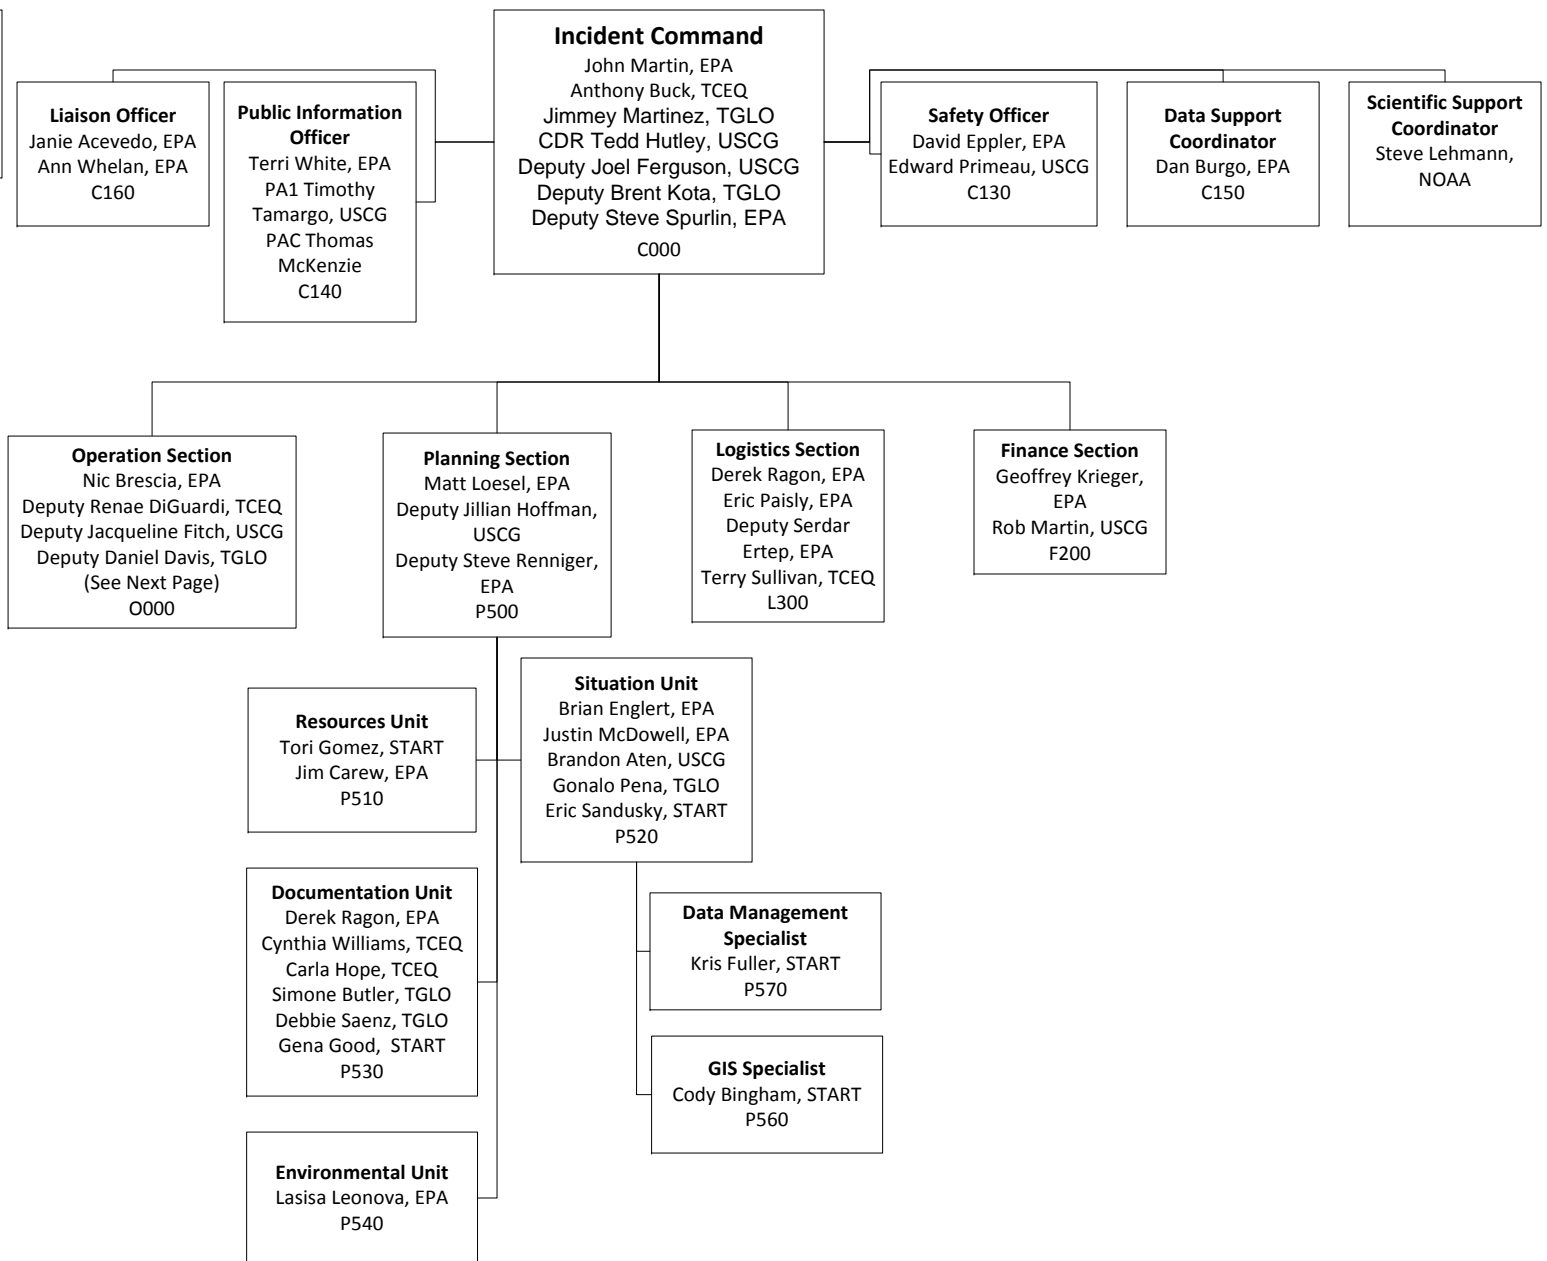 Incident Command
John Martin, EPA
Anthony Buck, TCEQ
Jimmey Martinez, TGLO
CDR Tedd Hutley, USCG
Deputy Joel Ferguson, USCG
Deputy Brent Kota, TGLO
Deputy Steve Spurlin, EPA
C000
Liaison Officer
Janie Acevedo, EPA
Ann Whelan, EPA
C160
Public Information
Officer
Terri White, EPA
PA1 Timothy
Tamargo, USCG
PAC Thomas
McKenzie
C140
Safety Officer
David Eppler, EPA
Edward Primeau, USCG
C130
Data Support
Coordinator
Dan Burgo, EPA
C150
Scientific Support
Coordinator
Steve Lehmann,
NOAA
Operation Section
Nic Brescia, EPA
Deputy Renae DiGuardi, TCEQ
Deputy Jacqueline Fitch, USCG
Deputy Daniel Davis, TGLO
(See Next Page)
O000
Planning Section
Matt Loesel, EPA
Deputy Jillian Hoffman,
USCG
Deputy Steve Renniger,
EPA
P500
Logistics Section
Derek Ragon, EPA
Eric Paisly, EPA
Deputy Serdar
Ertep, EPA
Terry Sullivan, TCEQ
L300
Finance Section
Geoffrey Krieger,
EPA
Rob Martin, USCG
F200
Resources Unit
Tori Gomez, START
Jim Carew, EPA
P510
Situation Unit
Brian Englert, EPA
Justin McDowell, EPA
Brandon Aten, USCG
Gonalo Pena, TGLO
Eric Sandusky, START
P520
Documentation Unit
Derek Ragon, EPA
Cynthia Williams, TCEQ
Carla Hope, TCEQ
Simone Butler, TGLO
Debbie Saenz, TGLO
Gena Good,  START
P530
Data Management
Specialist
Kris Fuller, START
P570
GIS Specialist
Cody Bingham, START
P560
Environmental Unit
Lasisa Leonova, EPA
P540